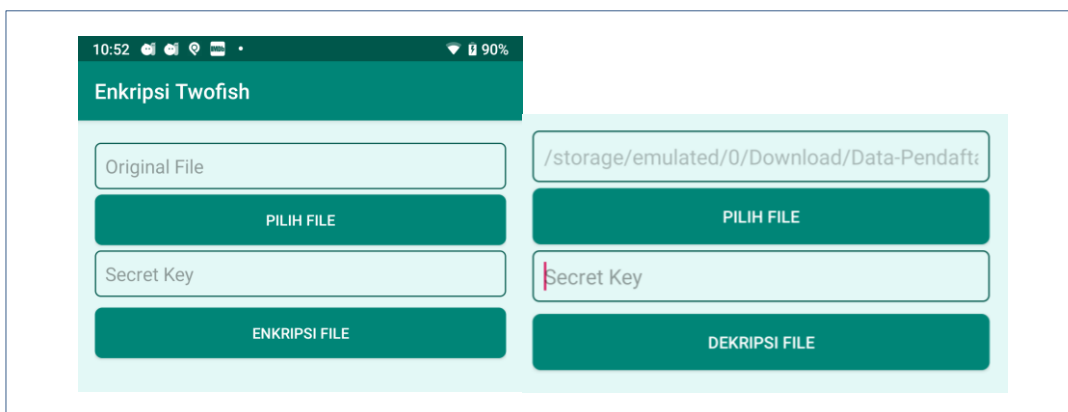 10:52
90%
Enkripsi Twofish
Original File
PILIH FILE
Secret Key
ENKRIPSI FILE
/storage/emulated/0/Download/Data-Pendafta
PILIH FILE
Secret Key
DEKRIPSI FILE